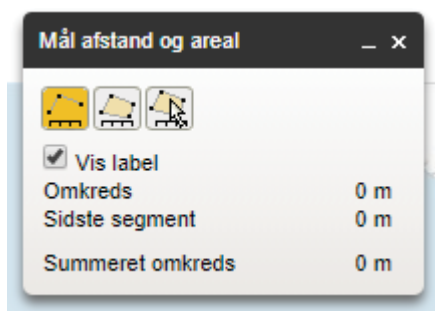 Mål afstand og areal
Vis label
Omkreds 0 m
Sidste segment 0 m
Summeret omkreds 0 m